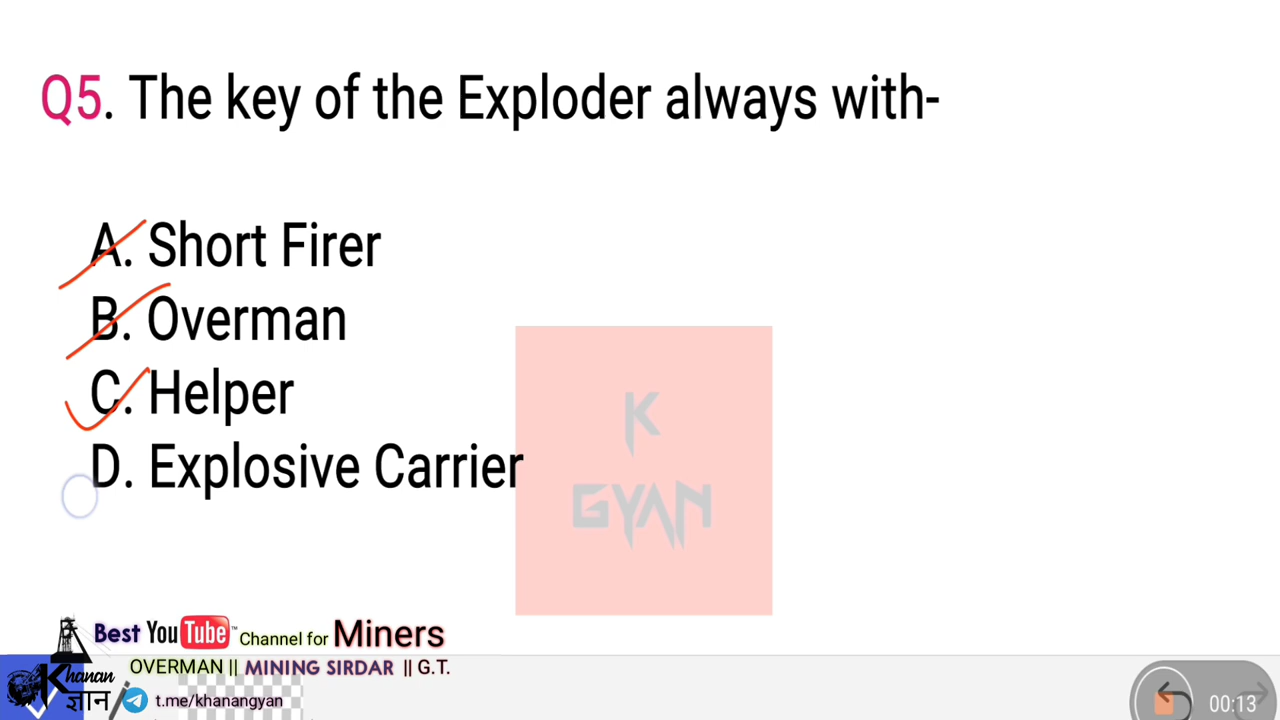 Q5. The key of the Exploder always with-
A. Short Firer
B. Overman
C. Helper
D. Explosive Carrier
K
GYAN
Best YouTube™ Channel for Miners
OVERMAN || MINING SIRDAR || G.T.
Khanan
ज्ञान
t.me/khanangyan
00:13